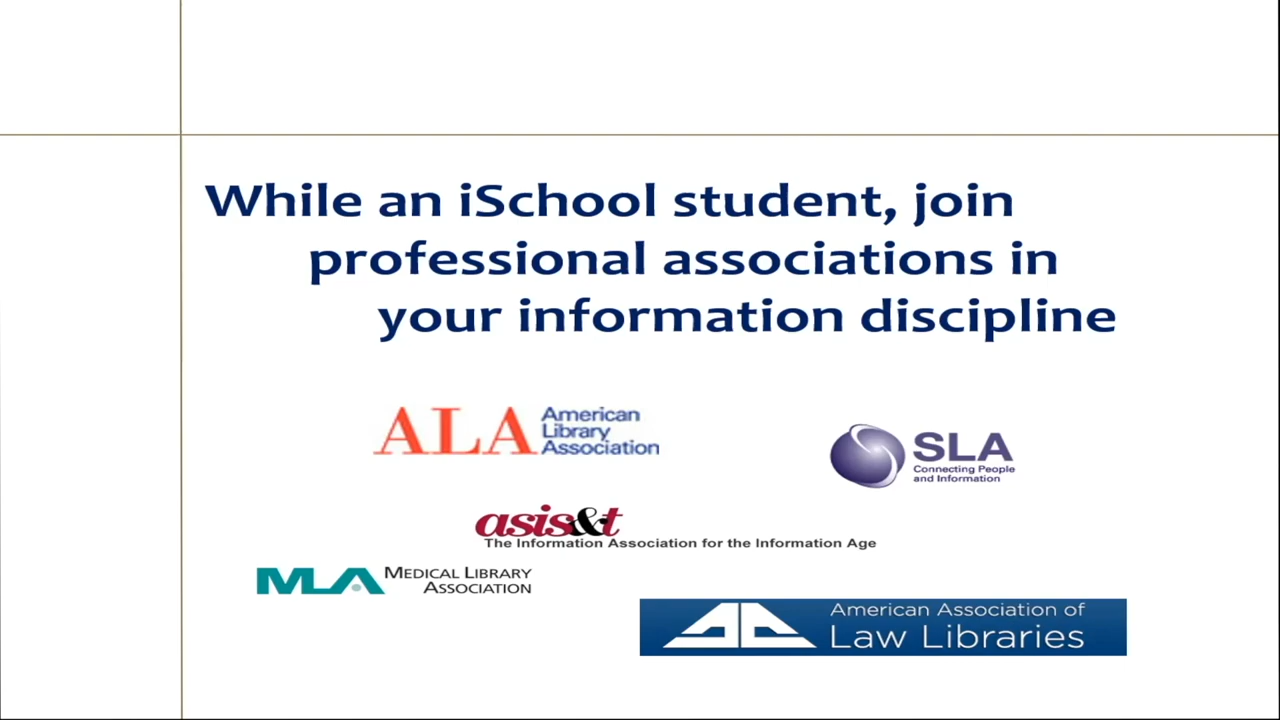 While an iSchool student, join
professional associations in
your information discipline
ALA American
Library
Association
SLA
Connecting People
and Information
asis&t
The Information Association for the Information Age
MLA MEDICAL LIBRARY
ASSOCIATION
American Association of
Law Libraries